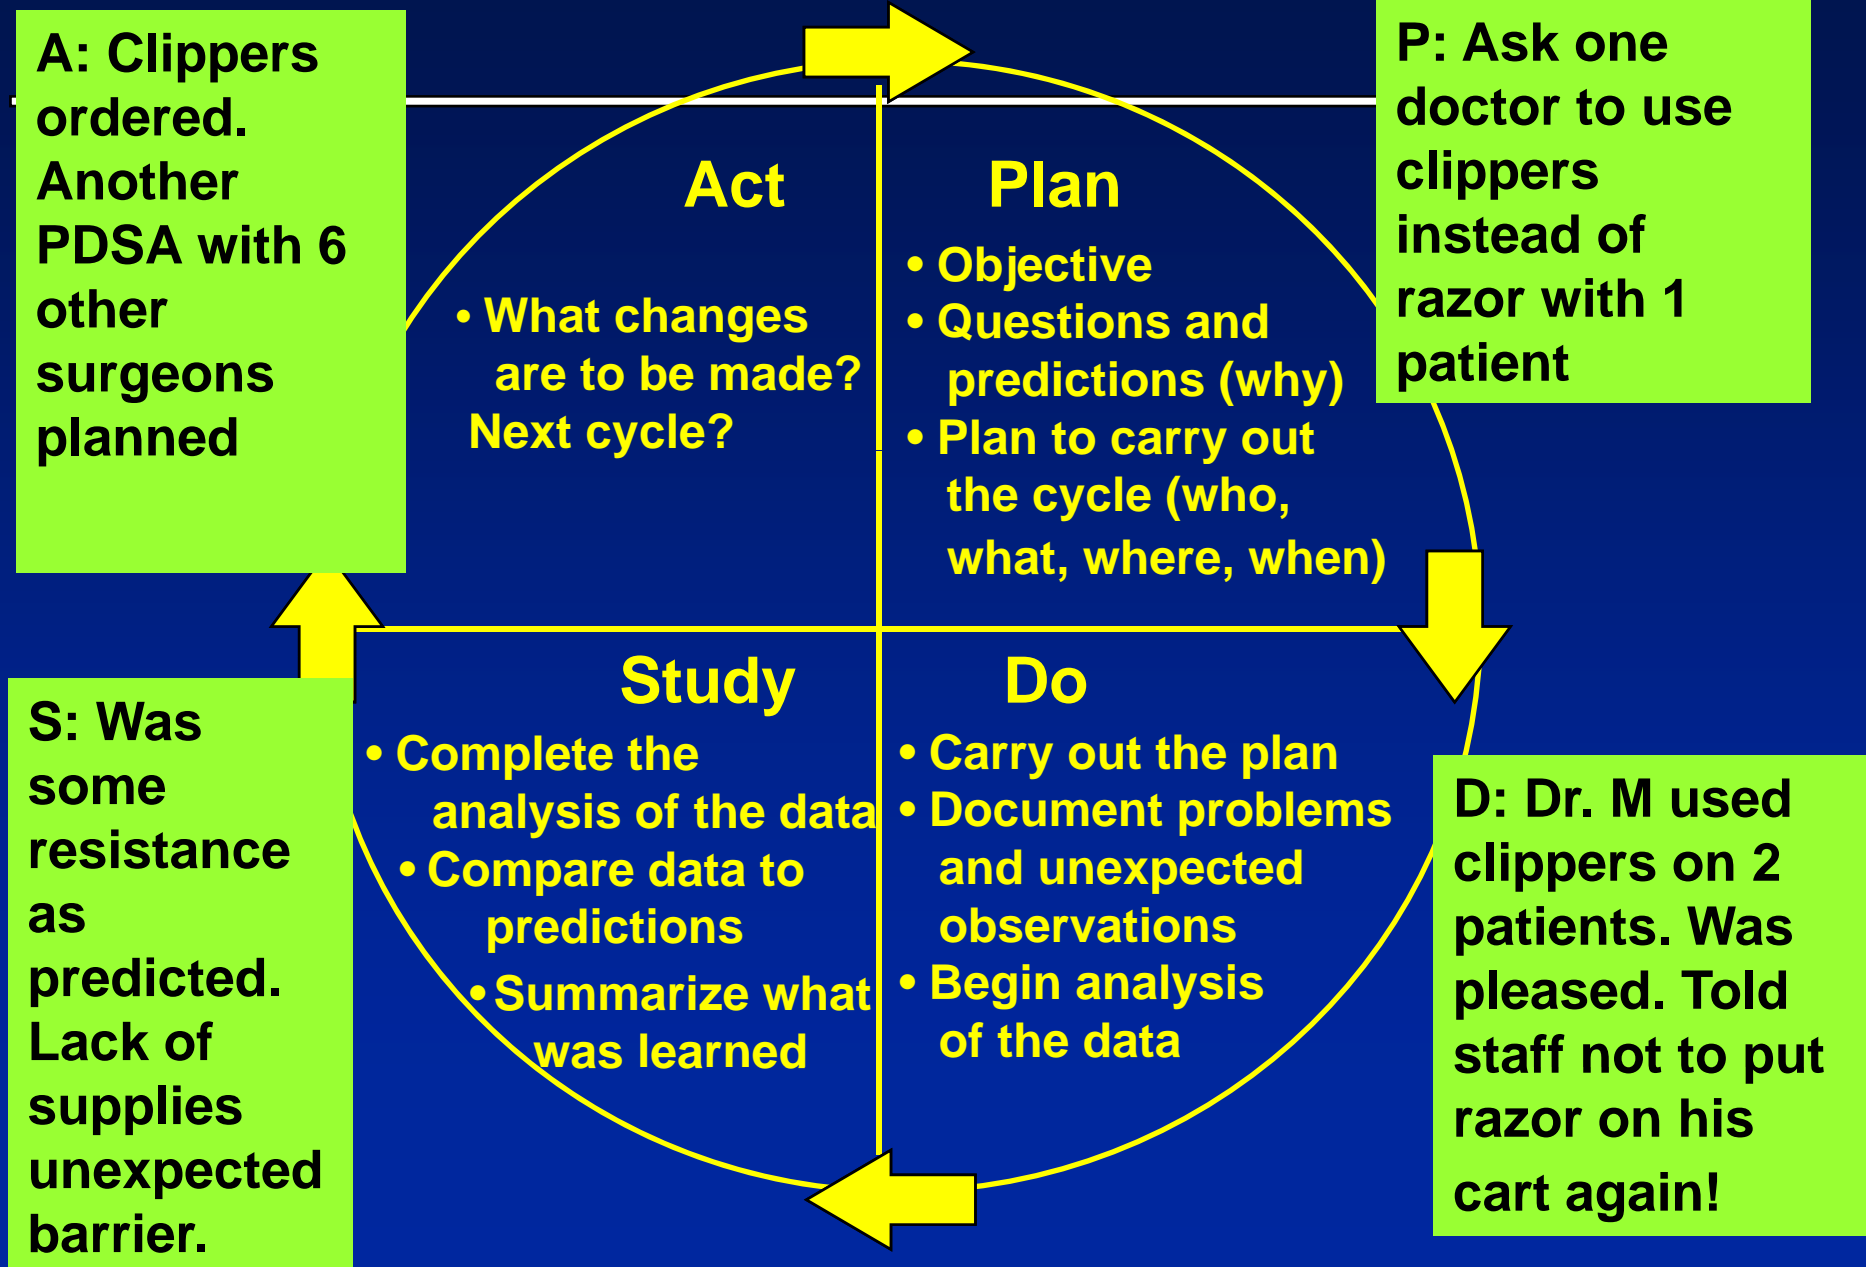 A: Clippers
ordered.
Another
PDSA with 6
other
surgeons
planned
P: Ask one
doctor to use
clippers
instead of
razor with 1
patient
Act
• What changes
are to be made?
Next cycle?
Plan
• Objective
• Questions and
predictions (why)
• Plan to carry out
the cycle (who,
what, where, when)
Study
• Complete the
analysis of the data
• Compare data to
predictions
• Summarize what
was learned
Do
• Carry out the plan
• Document problems
and unexpected
observations
• Begin analysis
of the data
S: Was
some
resistance
as
predicted.
Lack of
supplies
unexpected
barrier.
D: Dr. M used
clippers on 2
patients. Was
pleased. Told
staff not to put
razor on his
cart again!